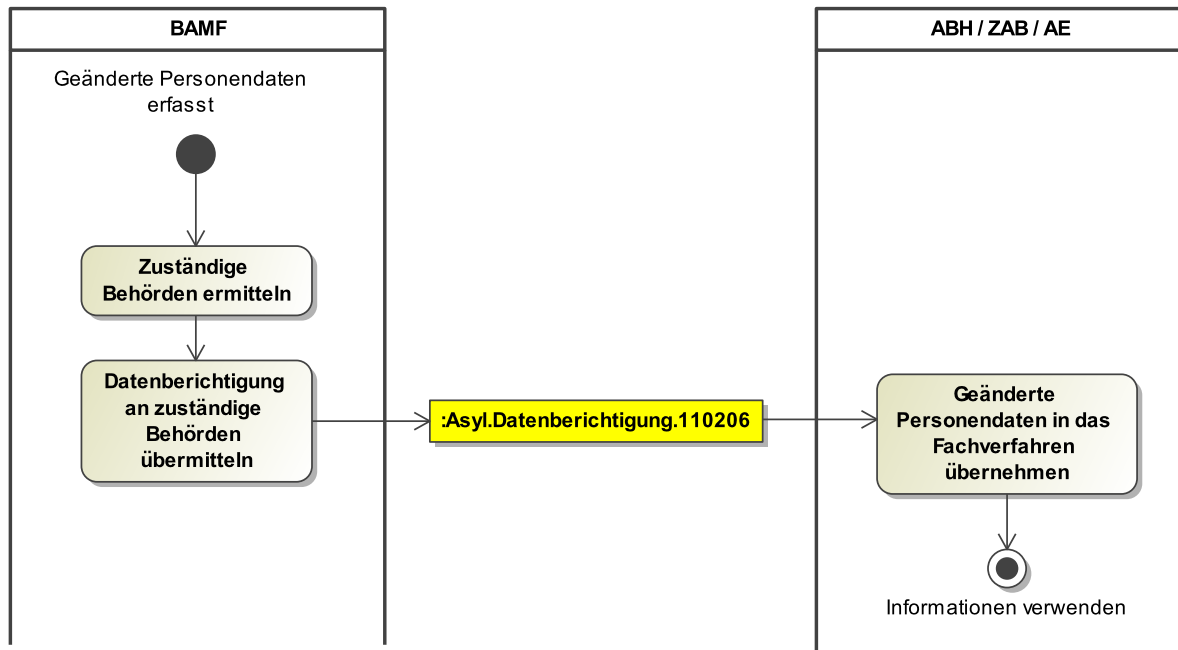 BAMF
Geänderte Personendaten
erfasst
Zuständige
Behörden ermitteln
Datenberichtigung
an zuständige
Behörden
übermitteln
:Asyl.Datenberichtigung.110206
ABH / ZAB / AE
Geänderte
Personendaten in das
Fachverfahren
übernehmen
Informationen verwenden